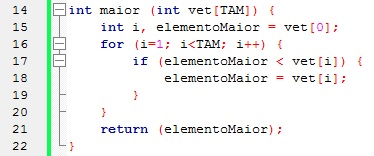 14 int maior (int vet[TAM]) {
15 int i, elementoMaior = vet[0];
16 for (i=1; i<TAM; i++) {
17 if (elementoMaior < vet[i]) {
18 elementoMaior = vet[i];
19 }
20 }
21 return (elementoMaior);
22 }